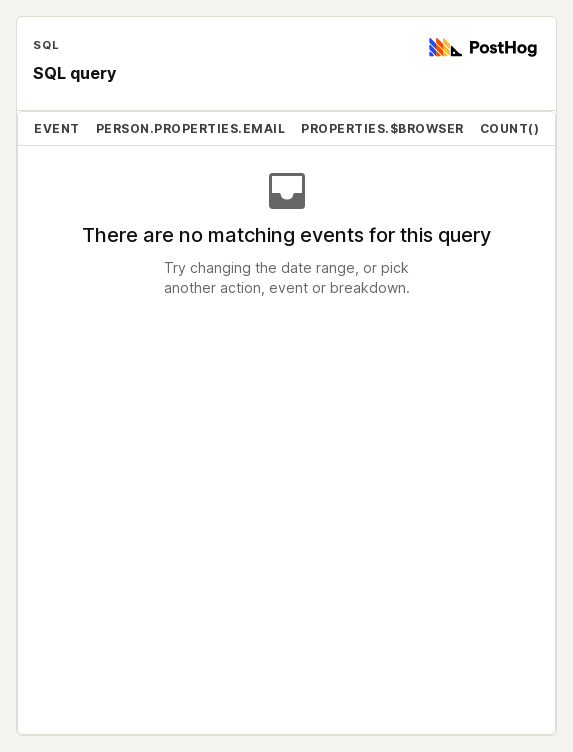 SQL
PostHog
SQL query
EVENT PERSON.PROPERTIES.EMAIL PROPERTIES.$BROWSER COUNT()
There are no matching events for this query
Try changing the date range, or pick
another action, event or breakdown.